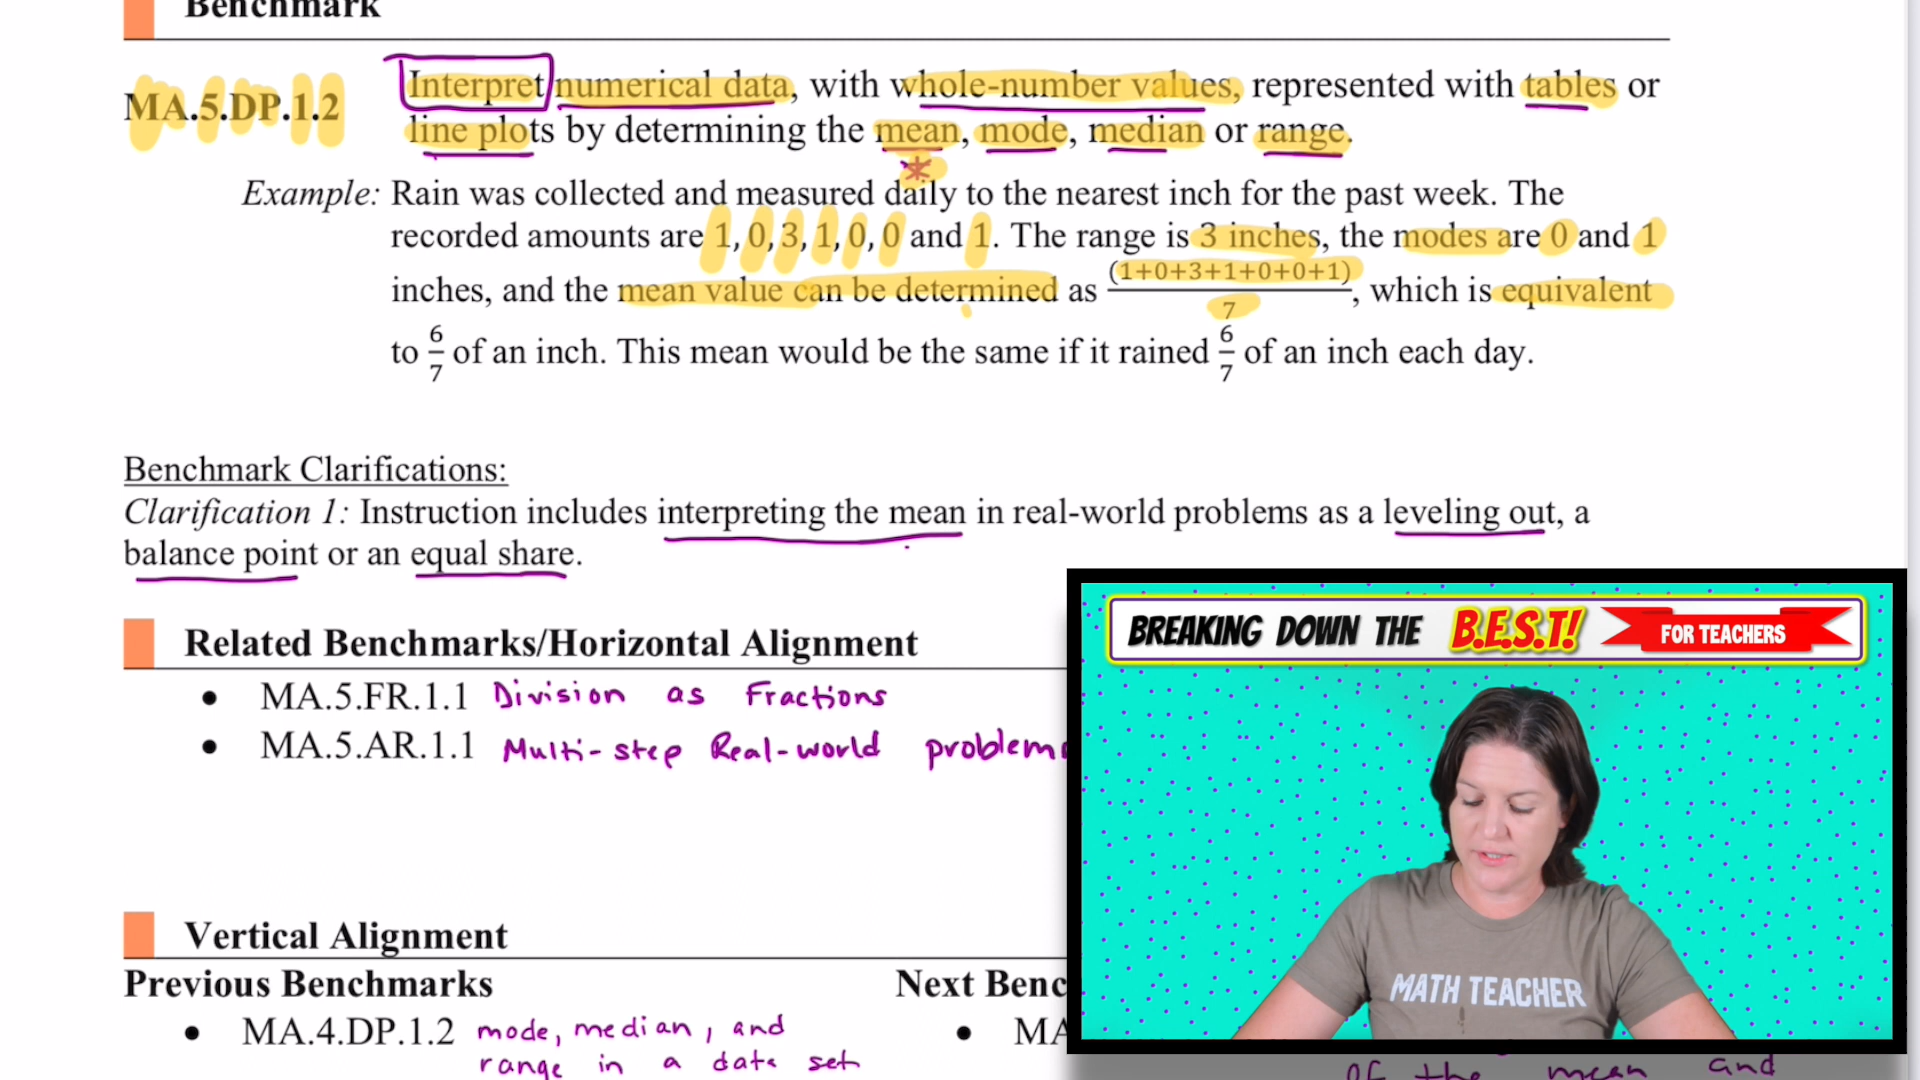 Benchmark
MA.5.DP.1.2
Interpret numerical data, with whole-number values, represented with tables or
line plots by determining the mean, mode, median or range.
Example: Rain was collected and measured daily to the nearest inch for the past week. The
recorded amounts are 1, 0, 3, 1, 0, 0 and 1. The range is 3 inches, the modes are 0 and 1
inches, and the mean value can be determined as (1+0+3+1+0+0+1)/7, which is equivalent
to 6/7 of an inch. This mean would be the same if it rained 6/7 of an inch each day.
Benchmark Clarifications:
Clarification 1: Instruction includes interpreting the mean in real-world problems as a leveling out, a
balance point or an equal share.
Related Benchmarks/Horizontal Alignment
• MA.5.FR.1.1 Division as Fractions
• MA.5.AR.1.1 Multi-step Real-world problem
BREAKING DOWN THE B.E.S.T! FOR TEACHERS
MATH TEACHER
Vertical Alignment
Previous Benchmarks
• MA.4.DP.1.2 mode, median, and
range in a data set
Next Benc
• MA
of the mean and